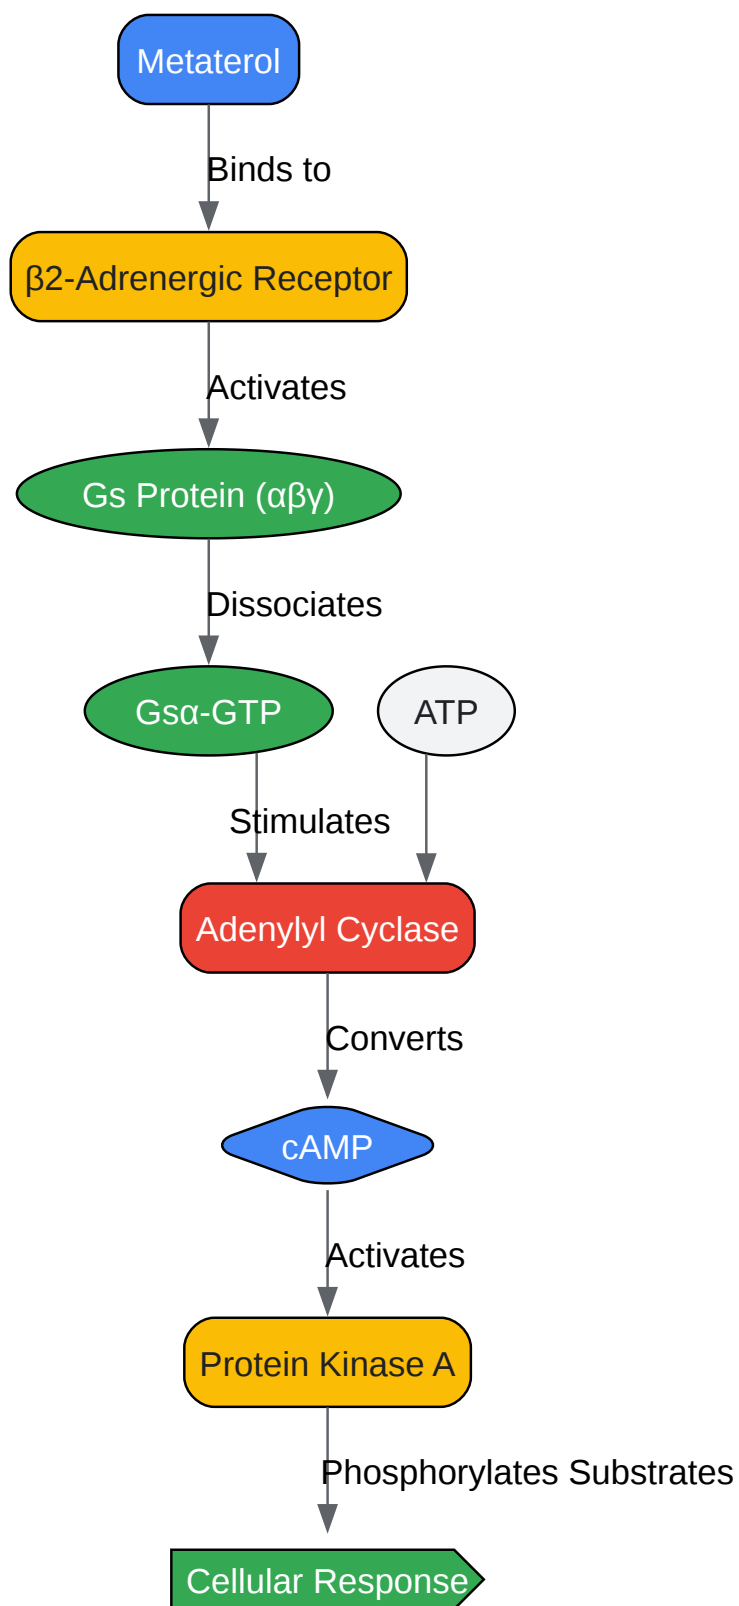 Metaterol
Binds to
β2-Adrenergic Receptor
Activates
Gs Protein (αβγ)
Dissociates
Gsα-GTP
ATP
Stimulates
Adenylyl Cyclase
Converts
cAMP
Activates
Protein Kinase A
Phosphorylates Substrates
Cellular Response